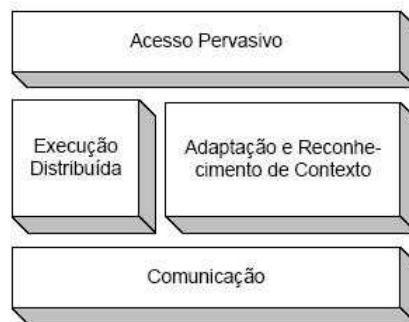 Acesso Pervasivo
Execução
Distribuída
Adaptação e Reconhe-
cimento de Contexto
Comunicação